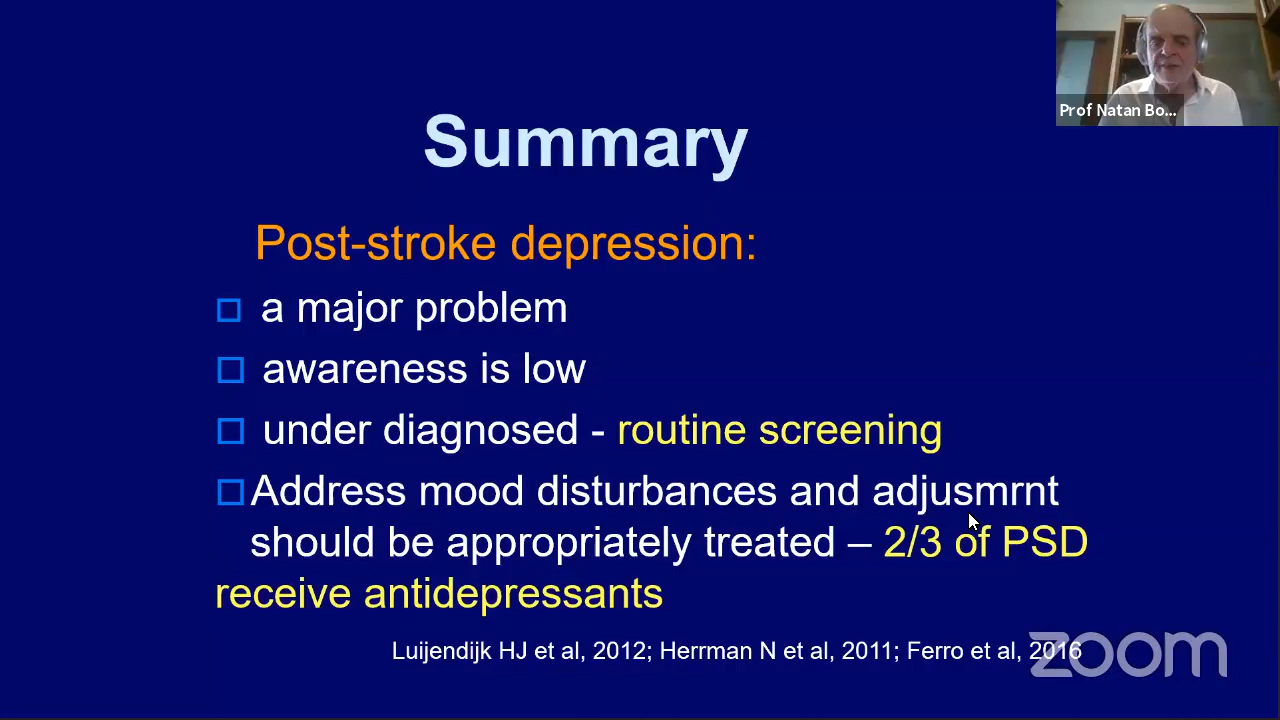 Prof Natan Bo...
Summary
Post-stroke depression:
a major problem
awareness is low
under diagnosed - routine screening
Address mood disturbances and adjusmrnt
should be appropriately treated – 2/3 of PSD
receive antidepressants
Luijendijk HJ et al, 2012; Herrman N et al, 2011; Ferro et al, 2016
zoom